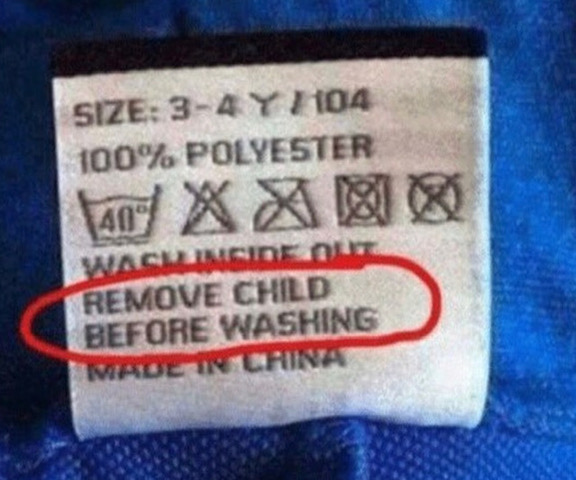 SIZE: 3-4 Y / 104
100% POLYESTER
40°
WASH INSIDE OUT
REMOVE CHILD
BEFORE WASHING
MADE IN CHINA